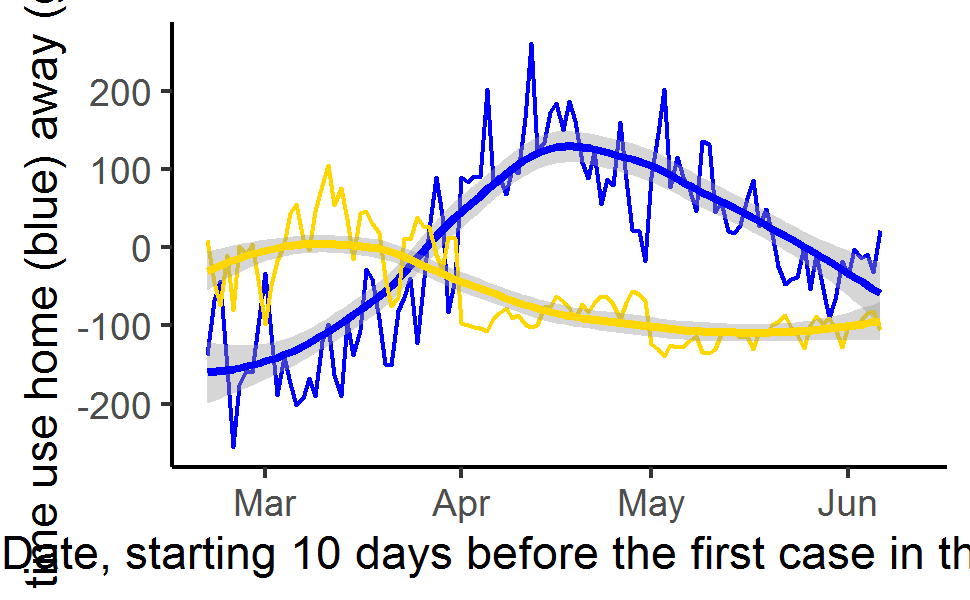 time use home (blue) away (g
200
100
0
-100
-200
Mar Apr May Jun
Date, starting 10 days before the first case in th